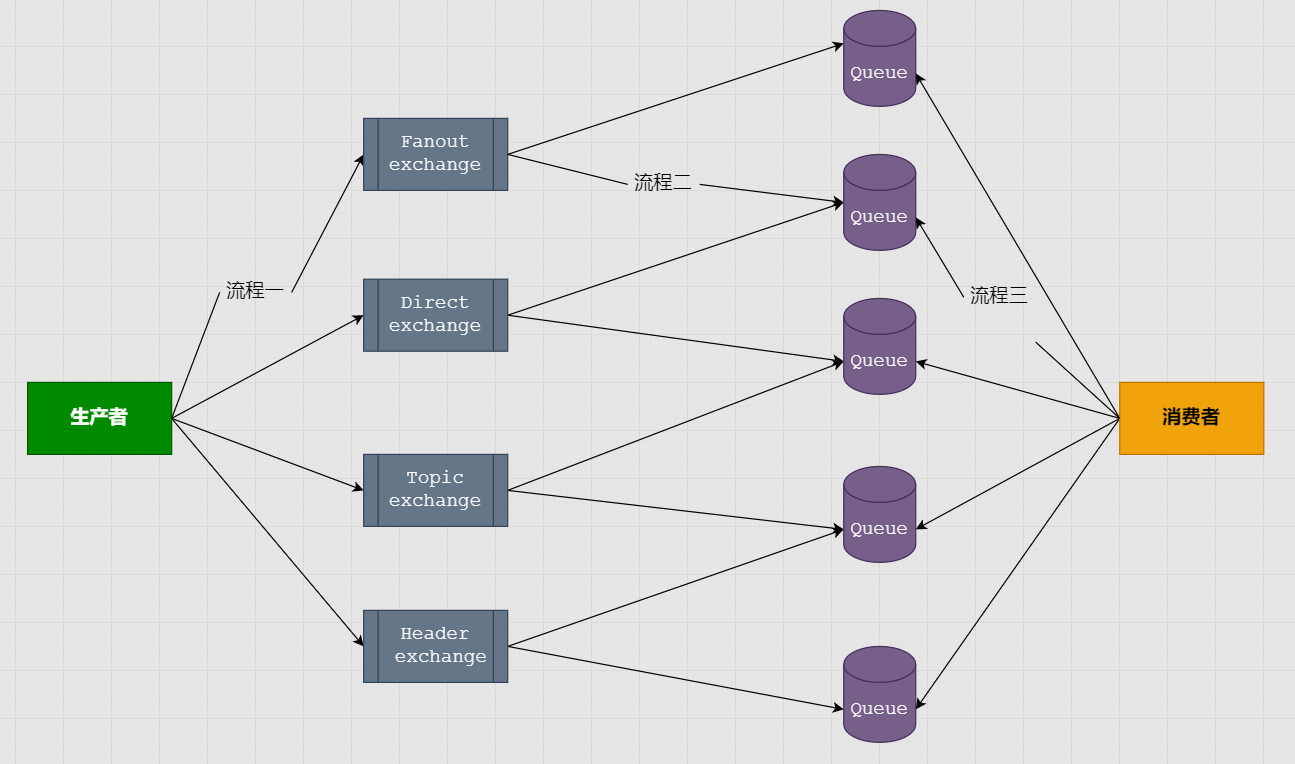 Queue
Fanout
exchange
流程二
Queue
流程一
Direct
exchange
流程三
Queue
生产者
消费者
Topic
exchange
Queue
Header
exchange
Queue